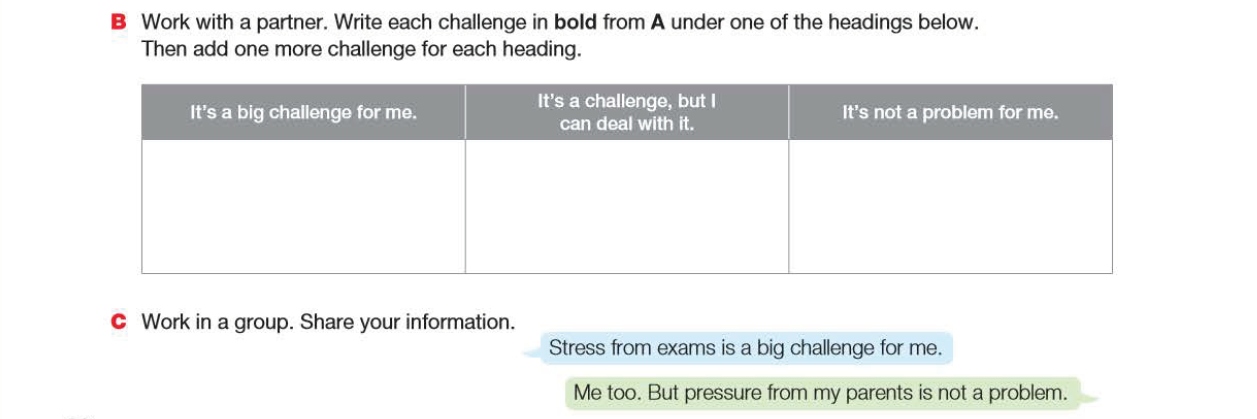 B Work with a partner. Write each challenge in bold from A under one of the headings below.
Then add one more challenge for each heading.
It's a big challenge for me.
It's a challenge, but I
can deal with it.
It's not a problem for me.
C Work in a group. Share your information.
Stress from exams is a big challenge for me.
Me too. But pressure from my parents is not a problem.